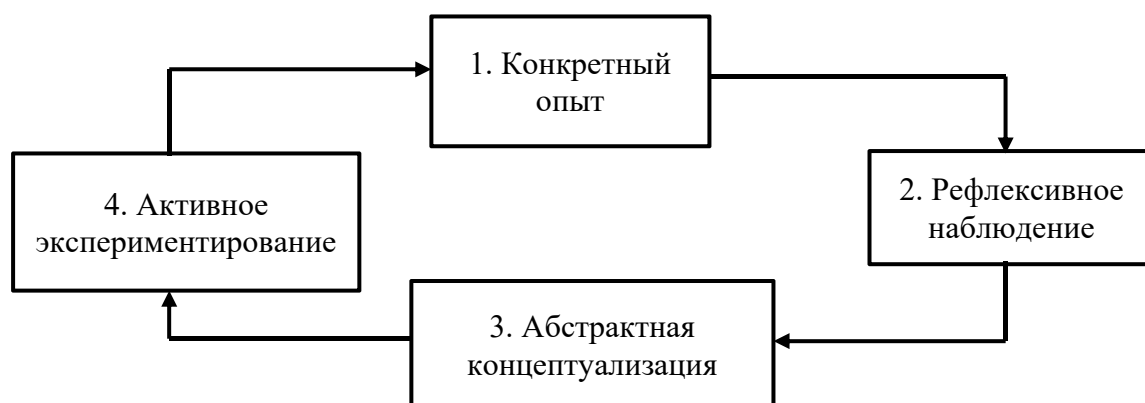 1. Конкретный
опыт
2. Рефлексивное
наблюдение
3. Абстрактная
концептуализация
4. Активное
экспериментирование